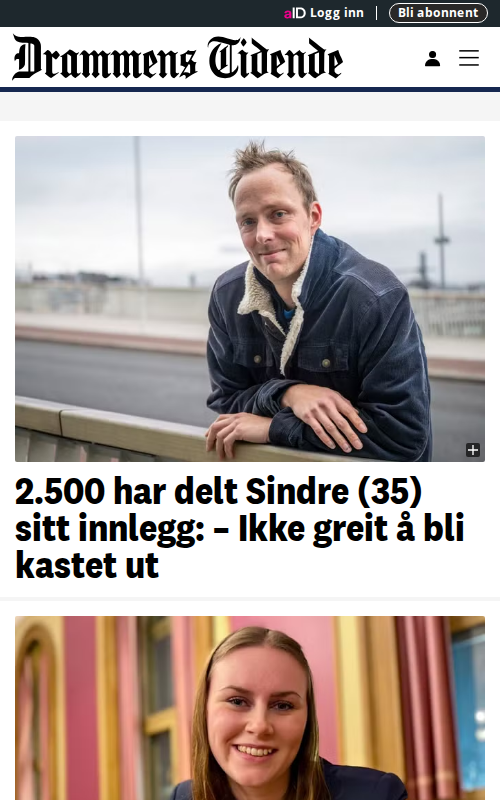 aID Logg inn
Bli abonnent
Drammens Tidende
2.500 har delt Sindre (35)
sitt innlegg: – Ikke greit å bli
kastet ut